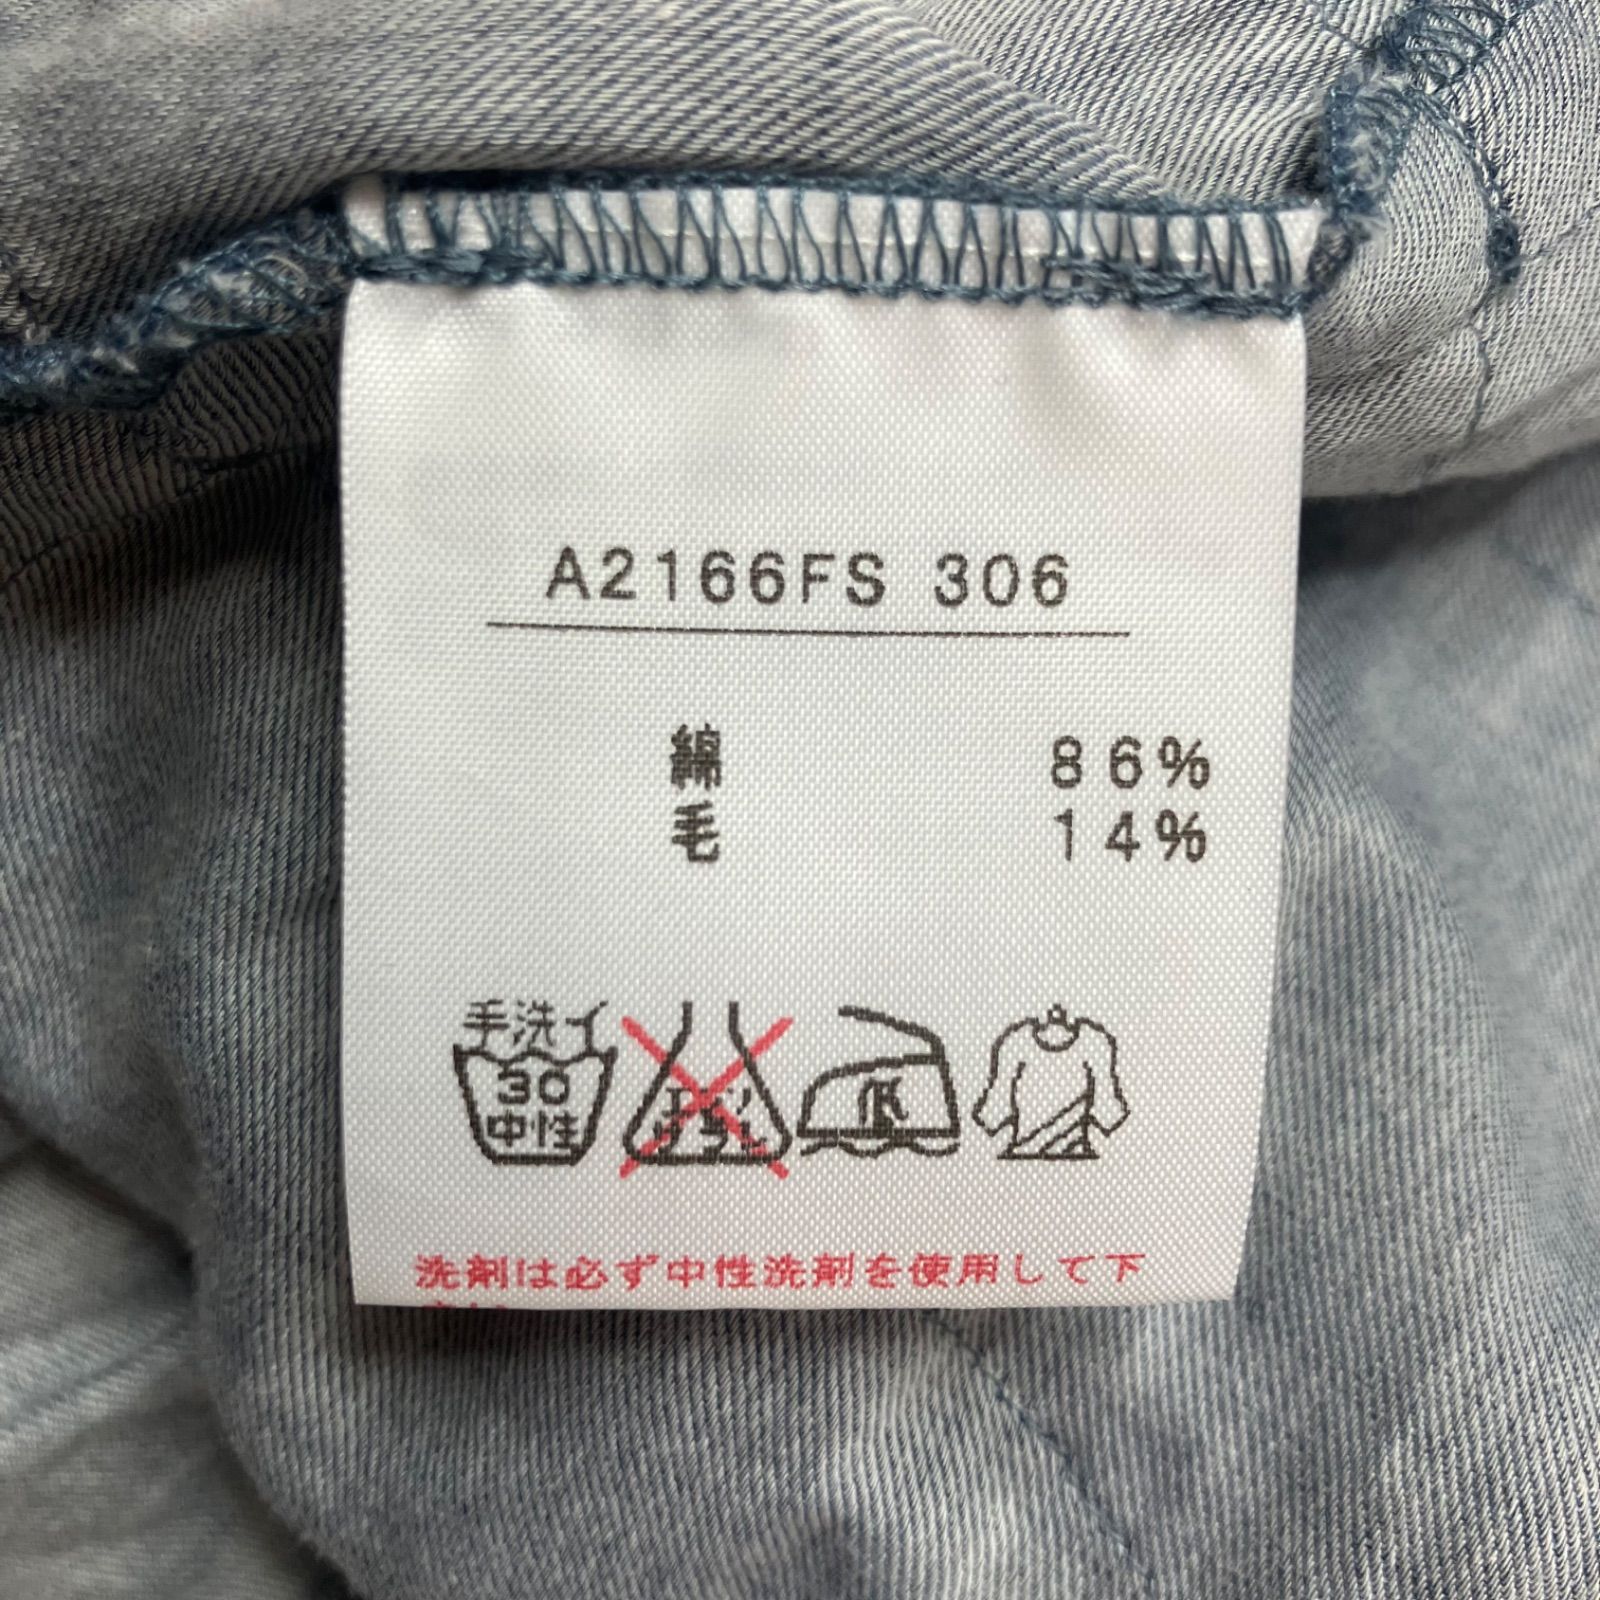 A2166FS 306
綿 86%
毛 14%
手洗イ
30
中性
低
洗剤は必ず中性洗剤を使用して下